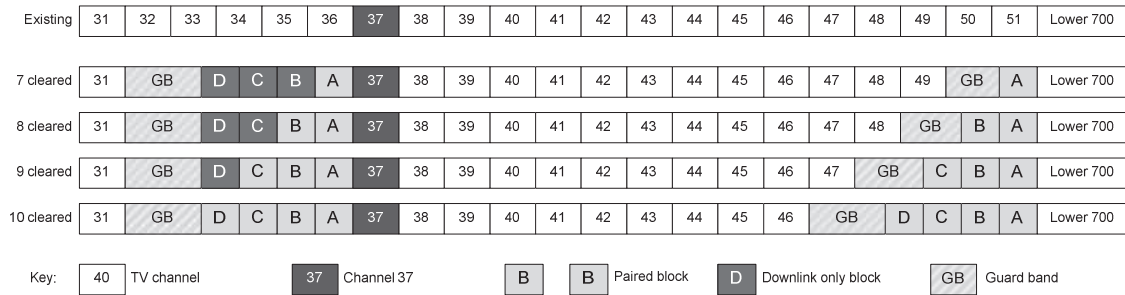 Existing 31 32 33 34 35 36 37 38 39 40 41 42 43 44 45 46 47 48 49 50 51 Lower 700
7 cleared 31 GB D C B A 37 38 39 40 41 42 43 44 45 46 47 48 49 GB A Lower 700
8 cleared 31 GB D C B A 37 38 39 40 41 42 43 44 45 46 47 48 GB B A Lower 700
9 cleared 31 GB D C B A 37 38 39 40 41 42 43 44 45 46 47 GB C B A Lower 700
10 cleared 31 GB D C B A 37 38 39 40 41 42 43 44 45 46 GB D C B A Lower 700
Key: 40 TV channel 37 Channel 37 B B Paired block D Downlink only block GB Guard band